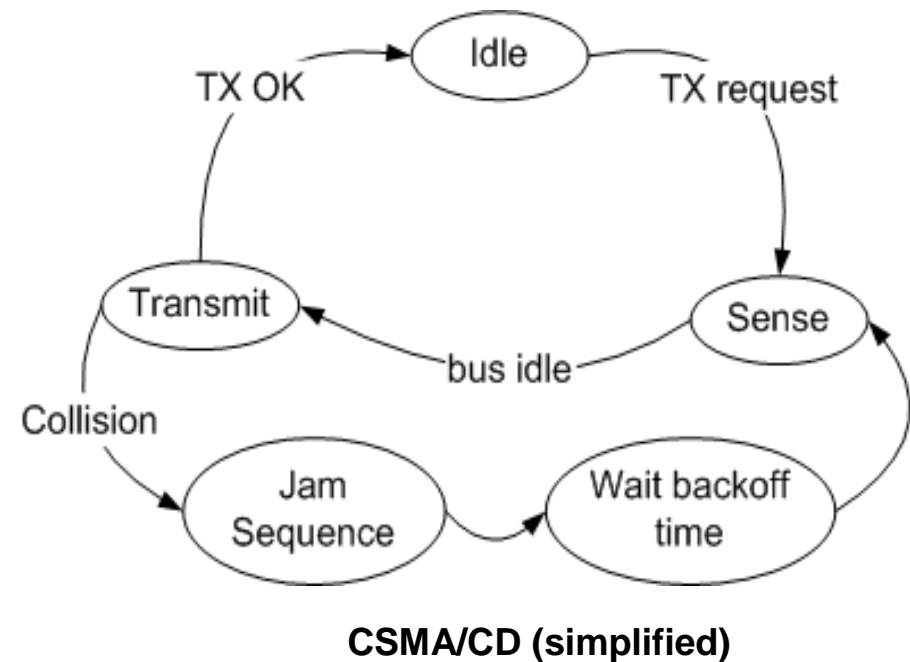 Idle
TX OK
TX request
Transmit
Sense
bus idle
Collision
Jam
Sequence
Wait backoff
time
CSMA/CD (simplified)